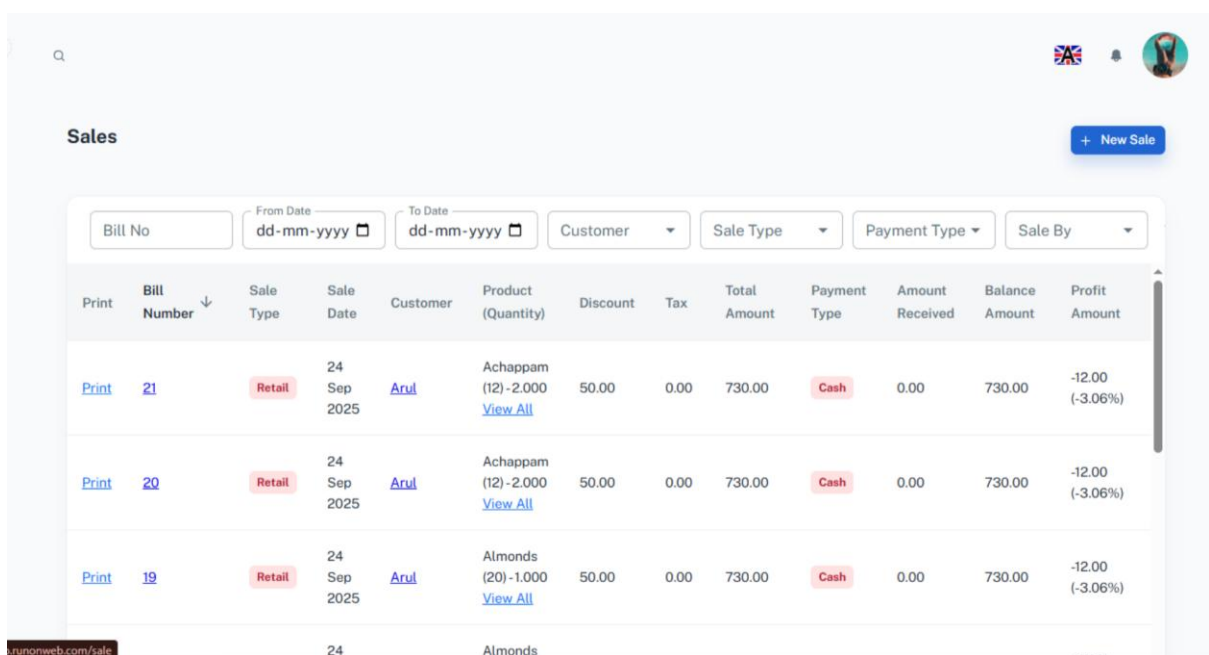 A
Sales
+ New Sale
Bill No
From Date
dd-mm-yyyy
To Date
dd-mm-yyyy
Customer
Sale Type
Payment Type
Sale By
Print
Bill
Number
Sale
Type
Sale
Date
Customer
Product
(Quantity)
Discount
Tax
Total
Amount
Payment
Type
Amount
Received
Balance
Amount
Profit
Amount
Print
21
Retail
24
Sep
2025
Arul
Achappam
(12) - 2.000
View All
50.00
0.00
730.00
Cash
0.00
730.00
-12.00
(-3.06%)
Print
20
Retail
24
Sep
2025
Arul
Achappam
(12) - 2.000
View All
50.00
0.00
730.00
Cash
0.00
730.00
-12.00
(-3.06%)
Print
19
Retail
24
Sep
2025
Arul
Almonds
(20) - 1.000
View All
50.00
0.00
730.00
Cash
0.00
730.00
-12.00
(-3.06%)
24
Almonds
.runonweb.com/sale